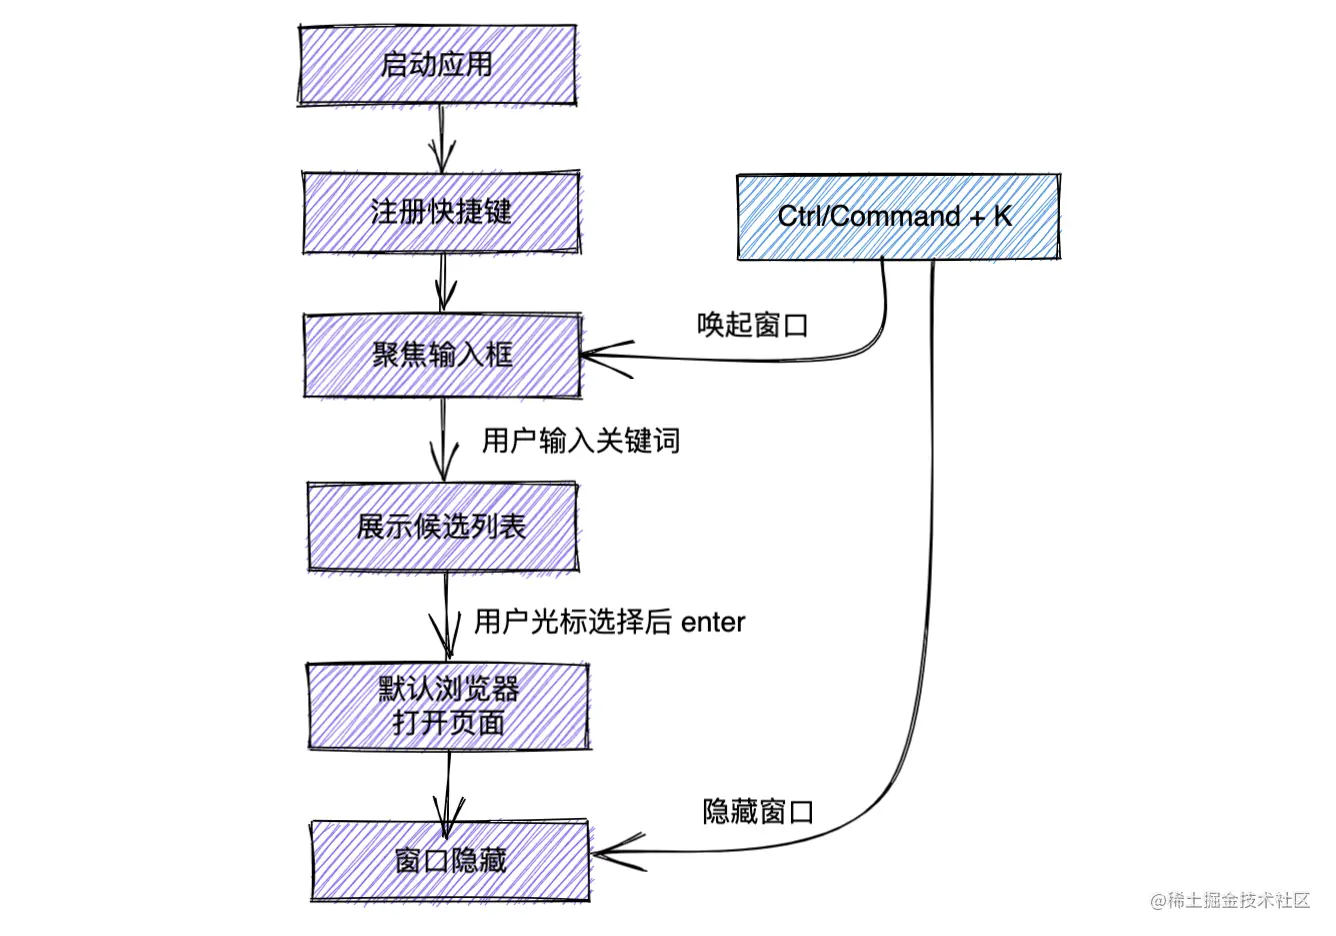 启动应用
注册快捷键
Ctrl/Command + K
唤起窗口
聚焦输入框
用户输入关键词
展示候选列表
用户光标选择后 enter
默认浏览器
打开页面
隐藏窗口
窗口隐藏
@稀土掘金技术社区